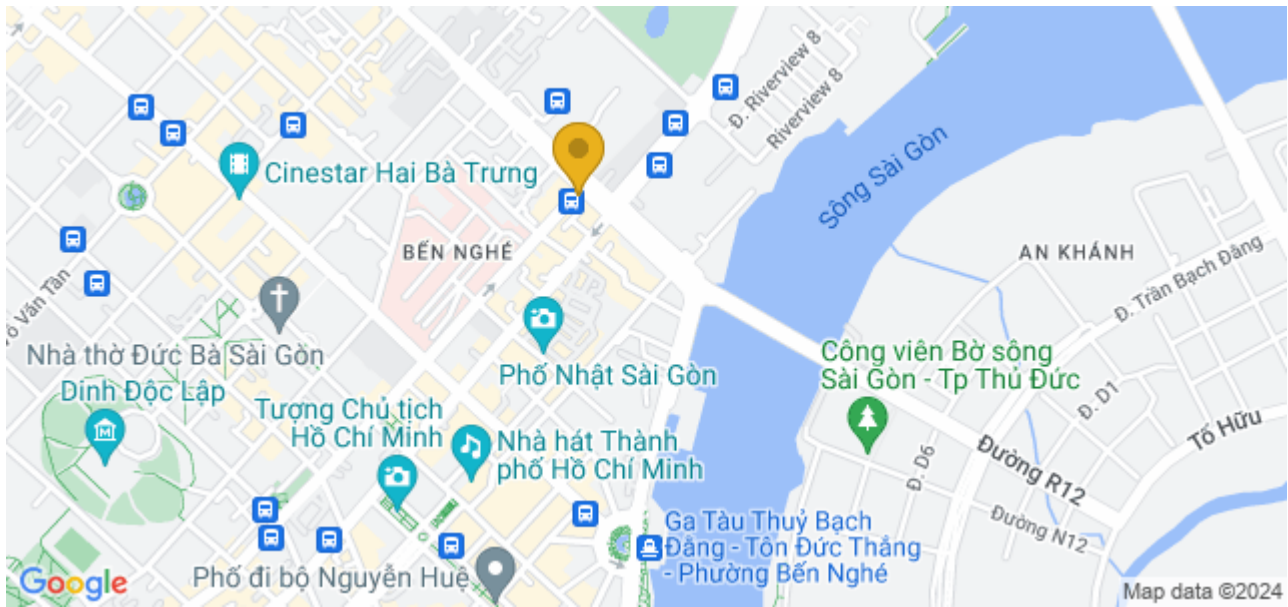 Đ. Riverview 8
Riverview 8
Cinestar Hai Bà Trưng
Sông Sài Gòn
BẾN NGHÉ
AN KHÁNH
Đ. Trần Bạch Đằng
Văn Tần
Nhà thờ Đức Bà Sài Gòn
Dinh Độc Lập
Phố Nhật Sài Gòn
Công viên Bờ sông
Sài Gòn - Tp Thủ Đức
Đ. D1
Tố Hữu
Tượng Chủ tịch
Hồ Chí Minh
Nhà hát Thành
phố Hồ Chí Minh
Đ. D6
Đường R12
Đường N12
Ga Tàu Thuỷ Bạch
Đằng - Tôn Đức Thắng
- Phường Bến Nghé
Phố đi bộ Nguyễn Huệ
Google
Map data ©2024